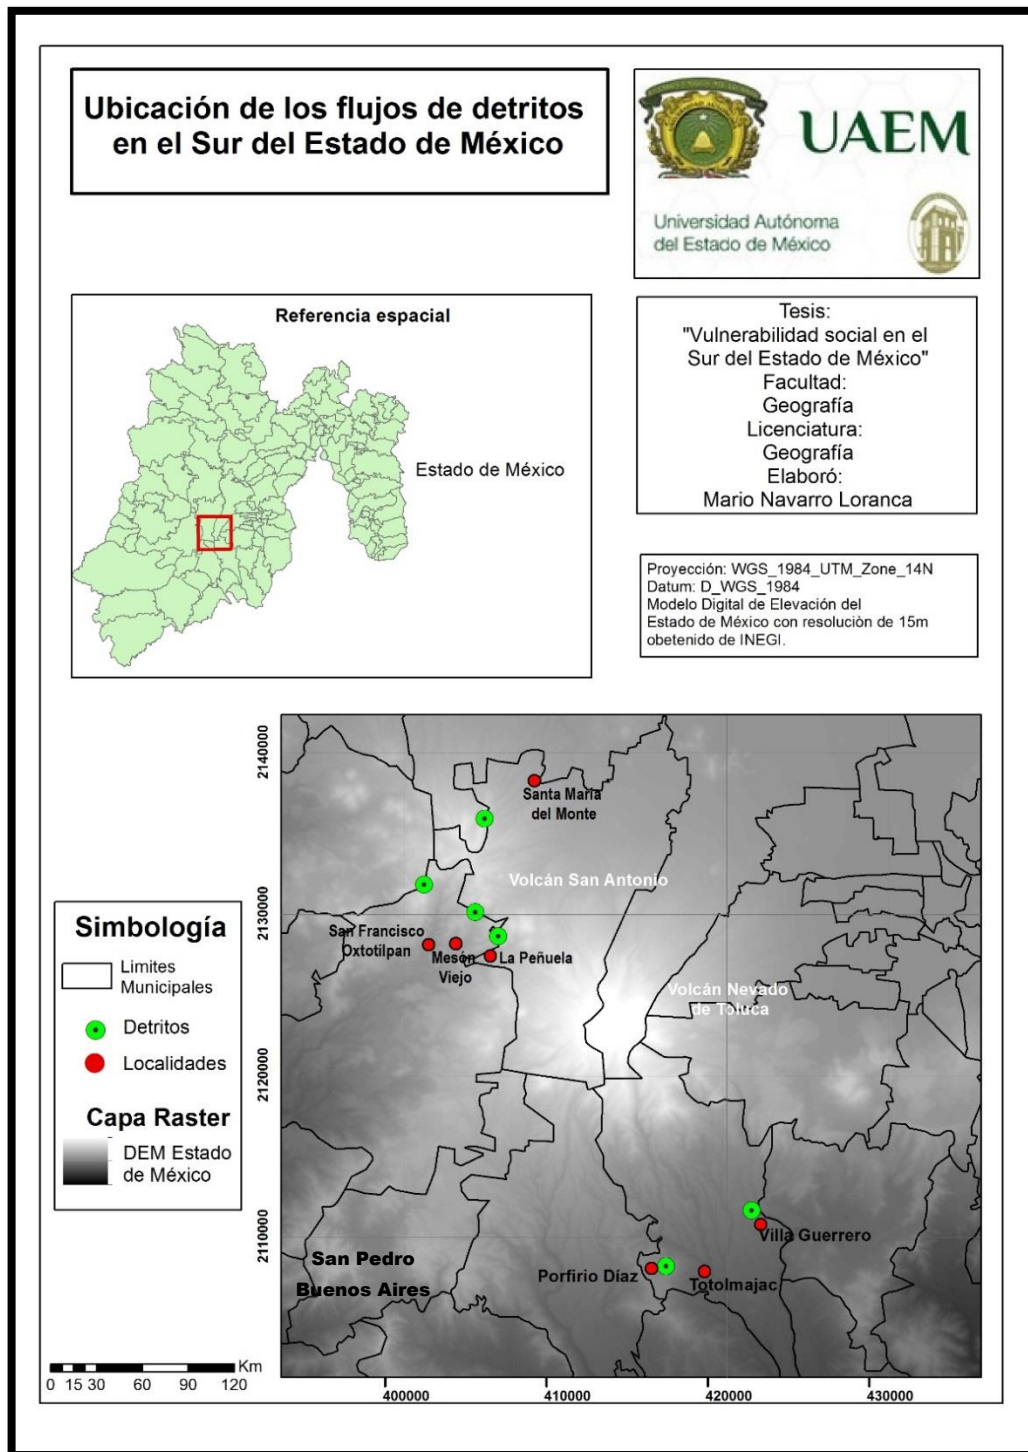 Ubicación de los flujos de detritos
en el Sur del Estado de México
UAEM
Universidad Autónoma
del Estado de México
Referencia espacial
Estado de México
Tesis:
"Vulnerabilidad social en el
Sur del Estado de México"
Facultad:
Geografía
Licenciatura:
Geografía
Elaboró:
Mario Navarro Loranca
Proyección: WGS_1984_UTM_Zone_14N
Datum: D_WGS_1984
Modelo Digital de Elevación del
Estado de México con resoluciòn de 15m
obetenido de INEGI.
2140000
2130000
2120000
2110000
Santa María
del Monte
Volcán San Antonio
San Francisco
Oxtotilpan
Mesón
Viejo
La Peñuela
Volcán Nevado
de Toluca
Villa Guerrero
Porfirio Díaz
Totolmajac
San Pedro
Buenos Aires
400000
410000
420000
430000
Simbología
Limites
Municipales
Detritos
Localidades
Capa Raster
DEM Estado
de México
Km
0 15 30 60 90 120